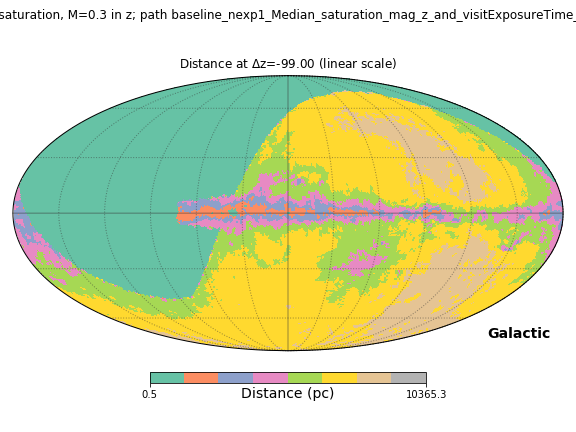 saturation, M=0.3 in z; path baseline_nexp1_Median_saturation_mag_z_and_visitExposureTime_
Distance at Δz=-99.00 (linear scale)
Galactic
0.5
10365.3
Distance (pc)